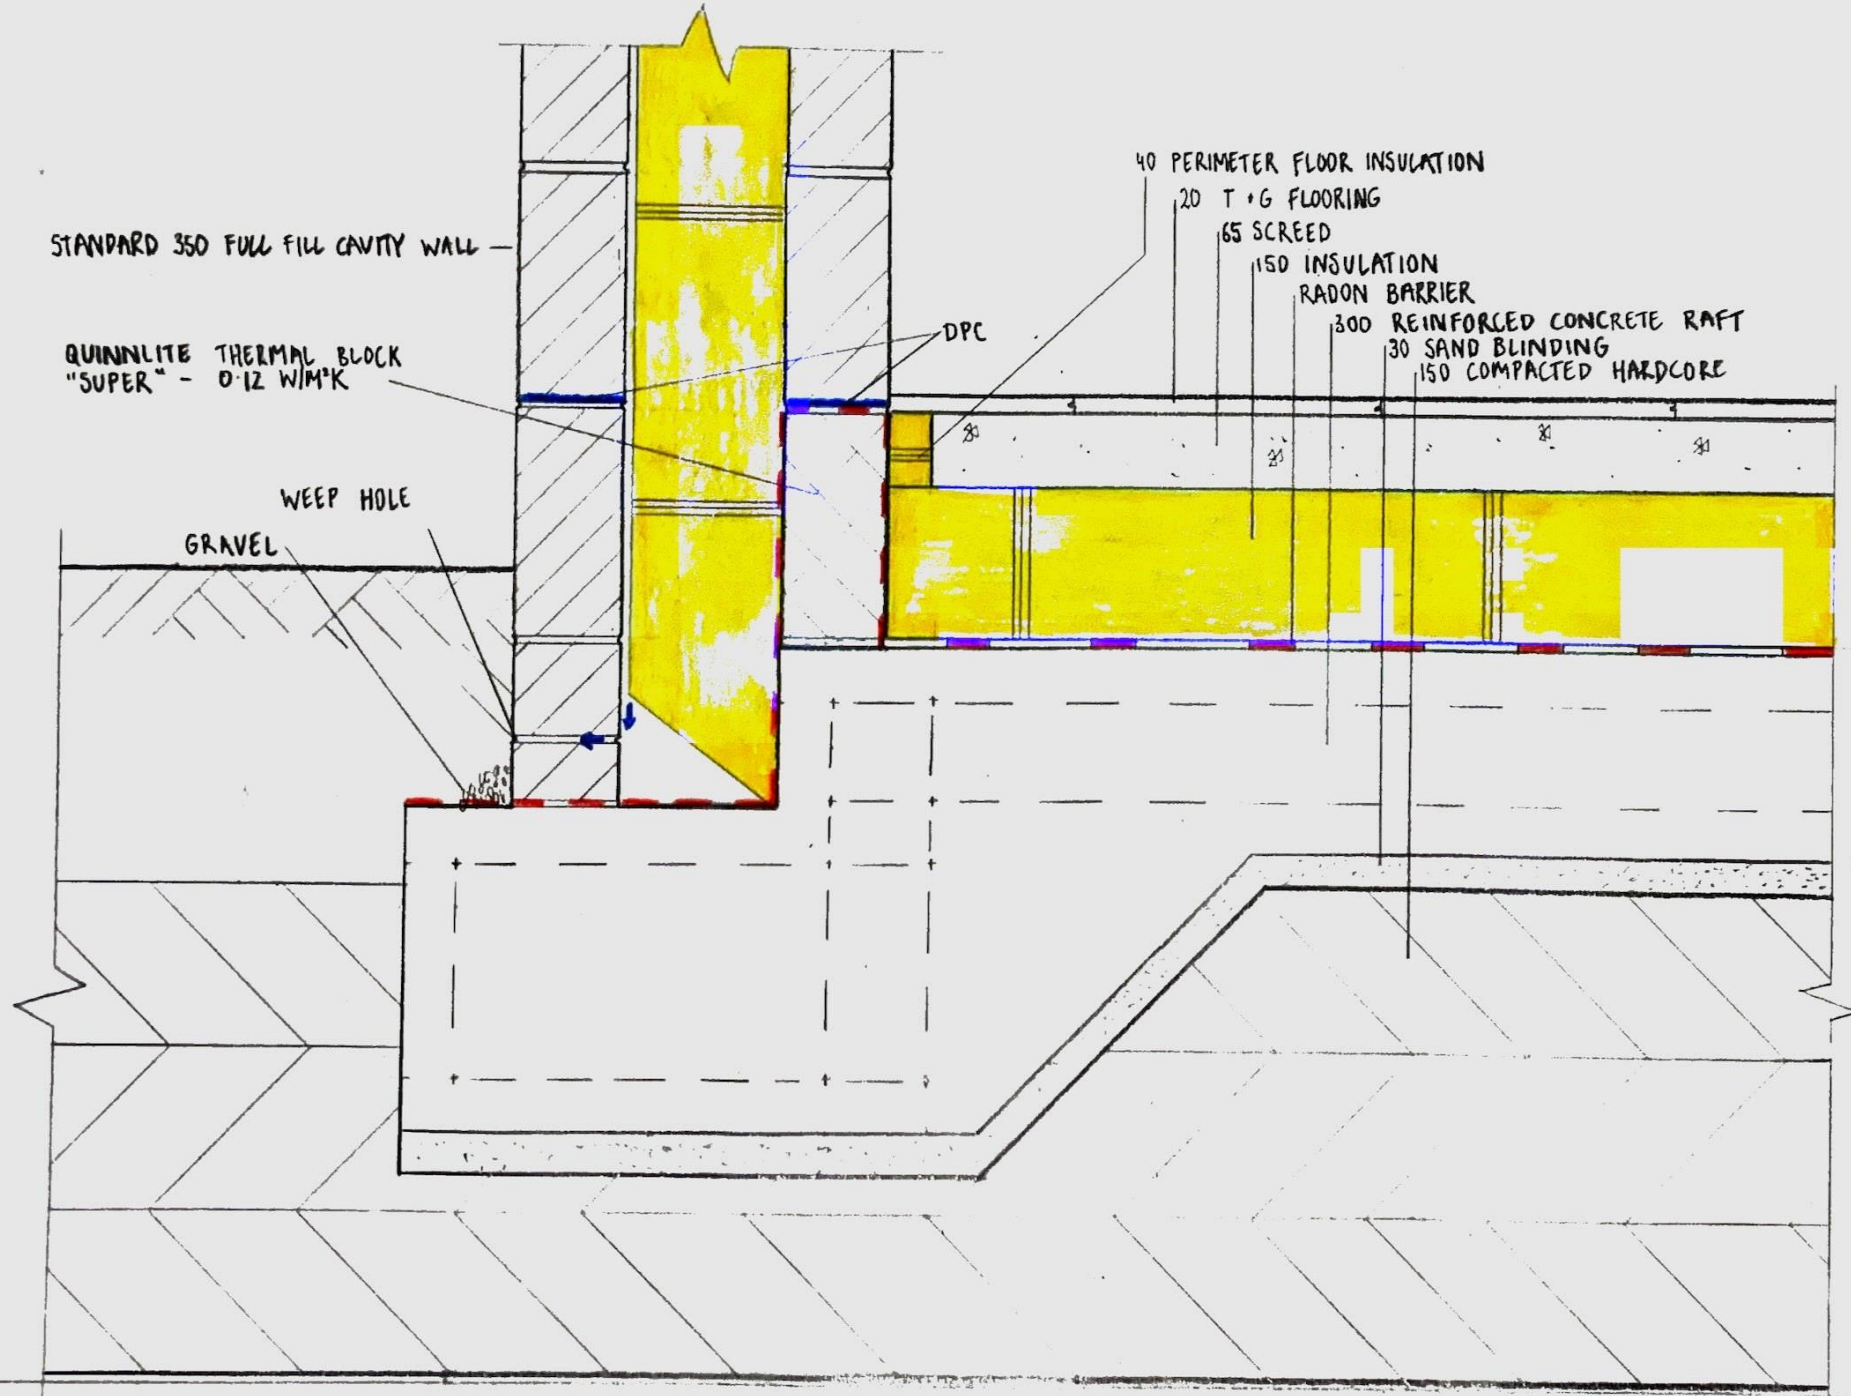 40 PERIMETER FLOOR INSULATION
20 T+G FLOORING
65 SCREED
150 INSULATION
RADON BARRIER
300 REINFORCED CONCRETE RAFT
30 SAND BLINDING
150 COMPACTED HARDCORE
STANDARD 350 FULL FILL CAVITY WALL
DPC
QUINNLITE THERMAL BLOCK
"SUPER" - 0.12 W/M²K
WEEP HOLE
GRAVEL